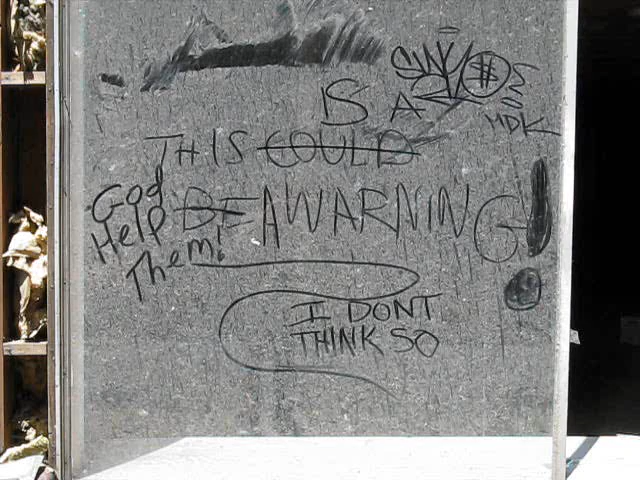 IS A
THIS COULD
God
Help
Them!
BE A WARNING!
I DONT
THINK SO
MDK